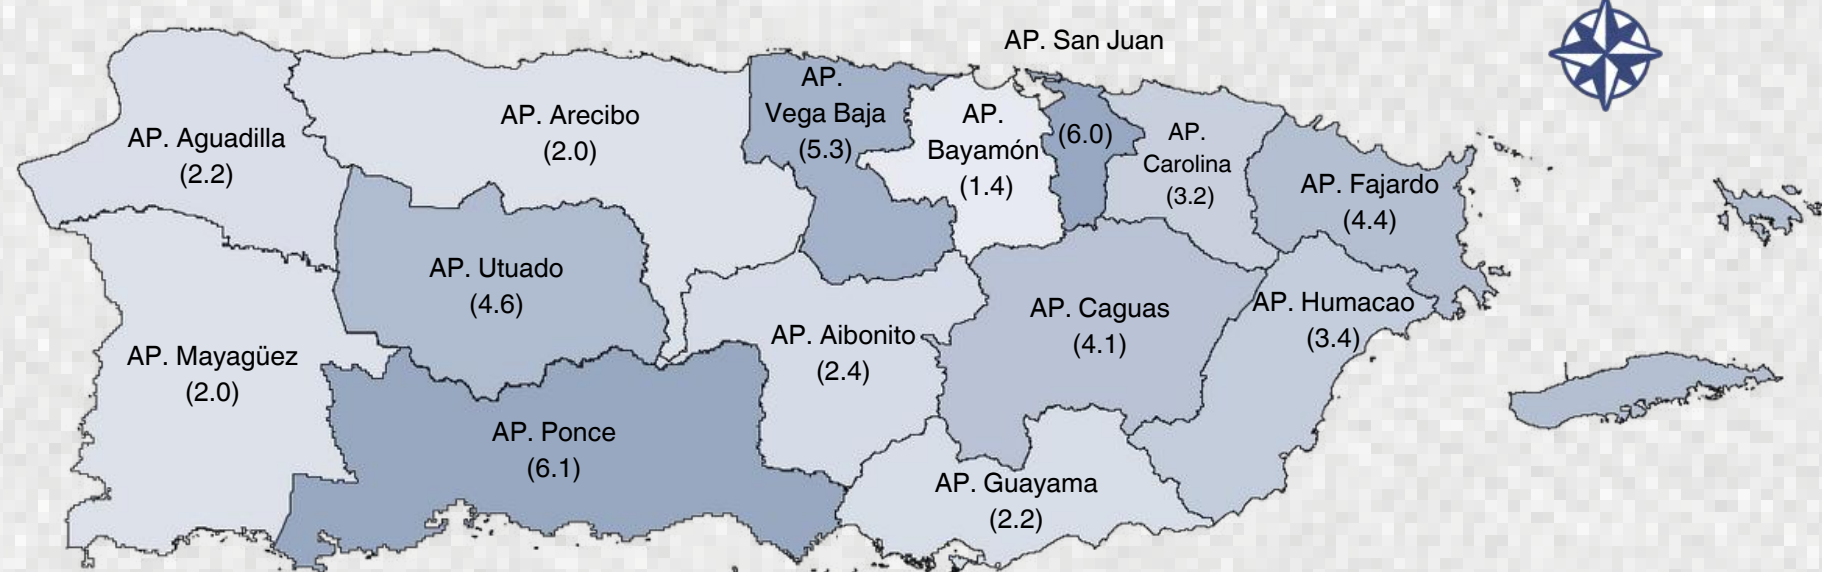 AP. San Juan
(6.0)
AP. Aguadilla
(2.2)
AP. Arecibo
(2.0)
AP.
Vega Baja
(5.3)
AP.
Bayamón
(1.4)
AP.
Carolina
(3.2)
AP. Fajardo
(4.4)
AP. Utuado
(4.6)
AP. Mayagüez
(2.0)
AP. Aibonito
(2.4)
AP. Caguas
(4.1)
AP. Humacao
(3.4)
AP. Ponce
(6.1)
AP. Guayama
(2.2)